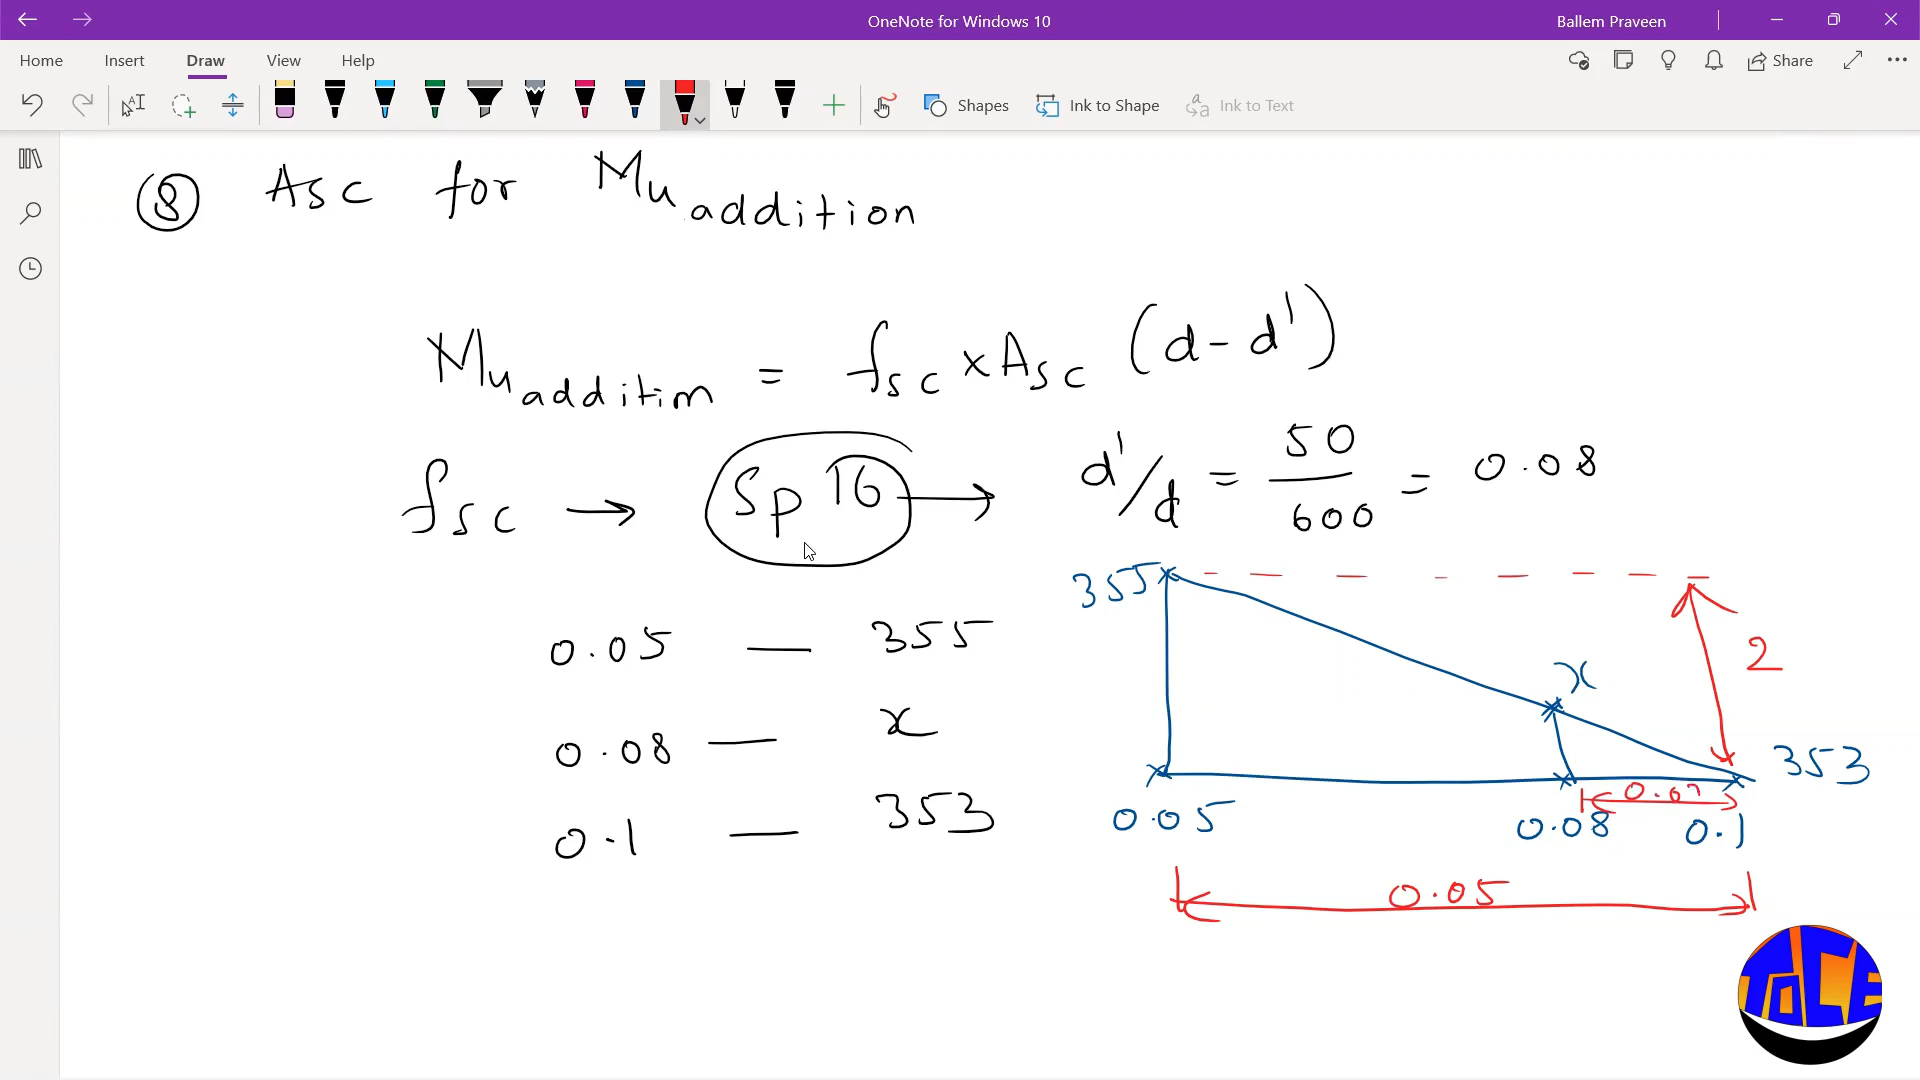 OneNote for Windows 10
Ballem Praveen
Home Insert Draw View Help
Share
Shapes Ink to Shape Ink to Text
⑧ Asc for Mu addition
Mu additim = fsc x Asc (d - d')
fsc → Sp 16 → d'/d = 50/600 = 0.08
0.05 — 355
0.08 — x
0.1 — 353
355
x
2
353
0.05
0.08
0.1
0.05